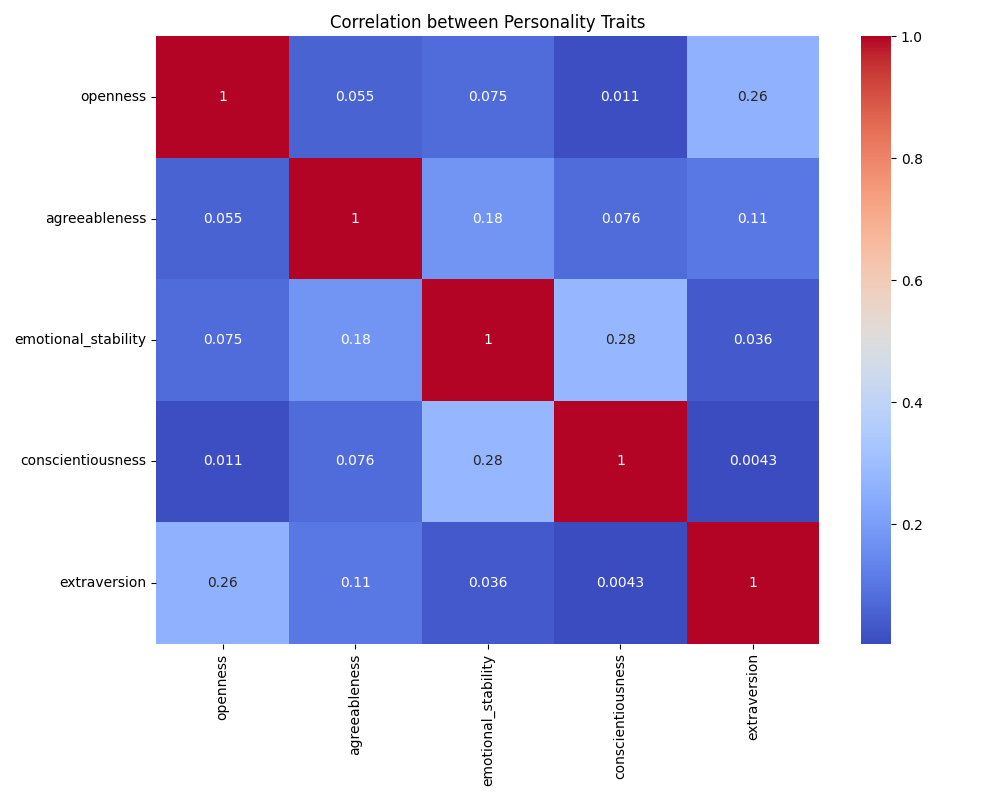 Correlation between Personality Traits
openness 1 0.055 0.075 0.011 0.26
agreeableness 0.055 1 0.18 0.076 0.11
emotional_stability 0.075 0.18 1 0.28 0.036
conscientiousness 0.011 0.076 0.28 1 0.0043
extraversion 0.26 0.11 0.036 0.0043 1
openness
agreeableness
emotional_stability
conscientiousness
extraversion
1.0
0.8
0.6
0.4
0.2